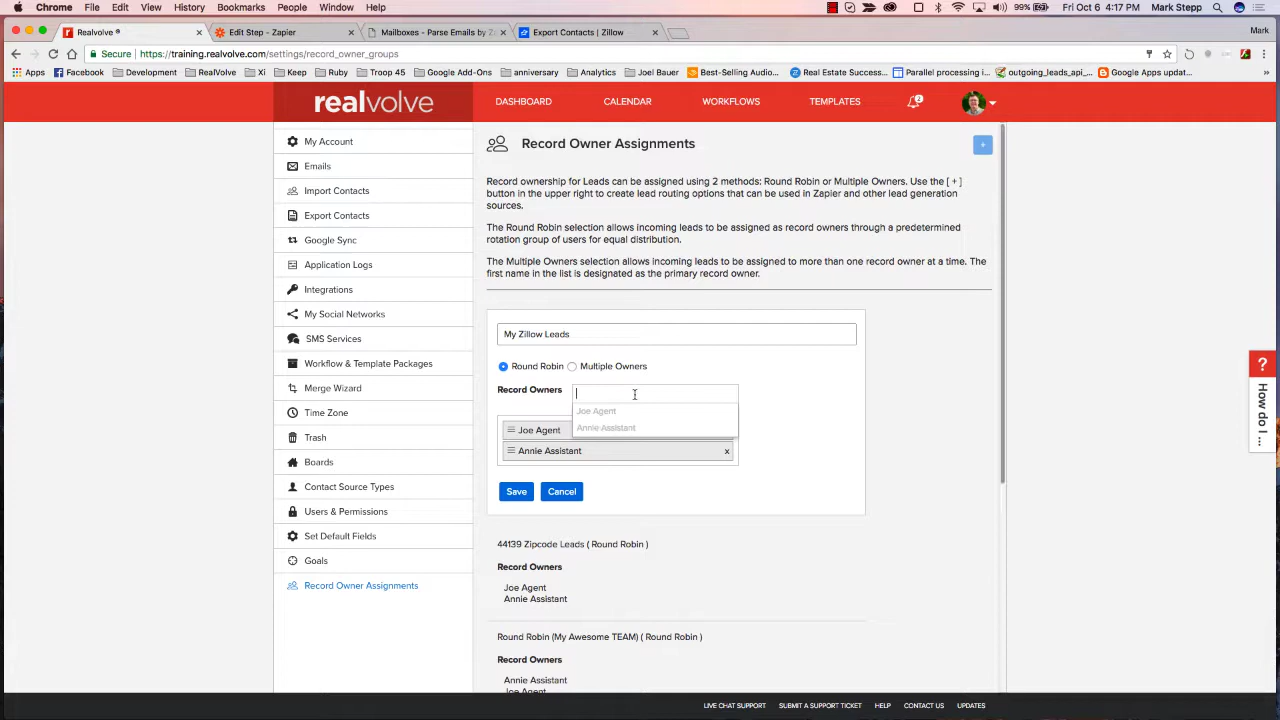 Chrome File Edit View History Bookmarks People Window Help 99% Fri Oct 6 4:17 PM Mark Stepp
Realvolve ® Edit Step - Zapier Mailboxes - Parse Emails by Z Export Contacts | Zillow Mark
Secure https://training.realvolve.com/settings/record_owner_groups
Apps Facebook Development RealVolve Xi Keep Ruby Troop 45 Google Add-Ons anniversary Analytics Joel Bauer Best-Selling Audio... Real Estate Success... Parallel processing i... outgoing_leads_api_... Google Apps updat... »
realvolve DASHBOARD CALENDAR WORKFLOWS TEMPLATES 2
My Account
Emails
Import Contacts
Export Contacts
Google Sync
Application Logs
Integrations
My Social Networks
SMS Services
Workflow & Template Packages
Merge Wizard
Time Zone
Trash
Boards
Contact Source Types
Users & Permissions
Set Default Fields
Goals
Record Owner Assignments
Record Owner Assignments +
Record ownership for Leads can be assigned using 2 methods: Round Robin or Multiple Owners. Use the [ + ]
button in the upper right to create lead routing options that can be used in Zapier and other lead generation
sources.
The Round Robin selection allows incoming leads to be assigned as record owners through a predetermined
rotation group of users for equal distribution.
The Multiple Owners selection allows incoming leads to be assigned to more than one record owner at a time. The
first name in the list is designated as the primary record owner.
My Zillow Leads
Round Robin Multiple Owners
Record Owners
Joe Agent
Annie Assistant
Joe Agent
Annie Assistant x
Save Cancel
44139 Zipcode Leads ( Round Robin )
Record Owners
Joe Agent
Annie Assistant
Round Robin (My Awesome TEAM) ( Round Robin )
Record Owners
Annie Assistant
Joe Agent
? How do I ...
LIVE CHAT SUPPORT SUBMIT A SUPPORT TICKET HELP CONTACT US UPDATES